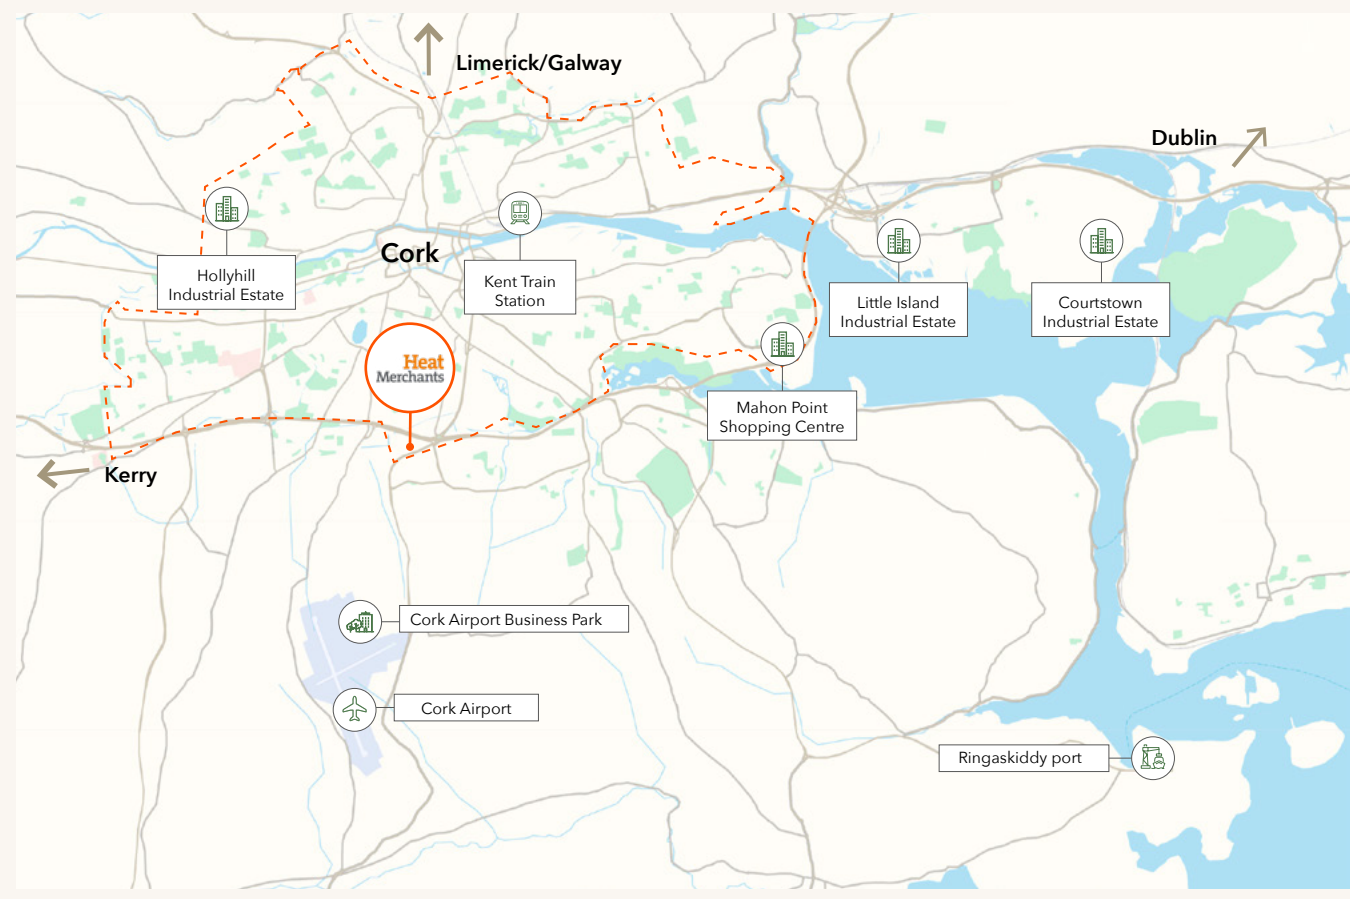 Limerick/Galway
Dublin
Hollyhill
Industrial Estate
Cork
Kent Train
Station
Little Island
Industrial Estate
Courtstown
Industrial Estate
Heat
Merchants
Mahon Point
Shopping Centre
Kerry
Cork Airport Business Park
Cork Airport
Ringaskiddy port